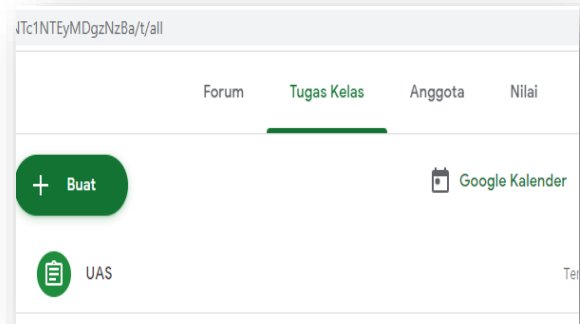 NTc1NTEyMDgzNzBa/t/all
Forum Tugas Kelas Anggota Nilai
+ Buat
Google Kalender
UAS